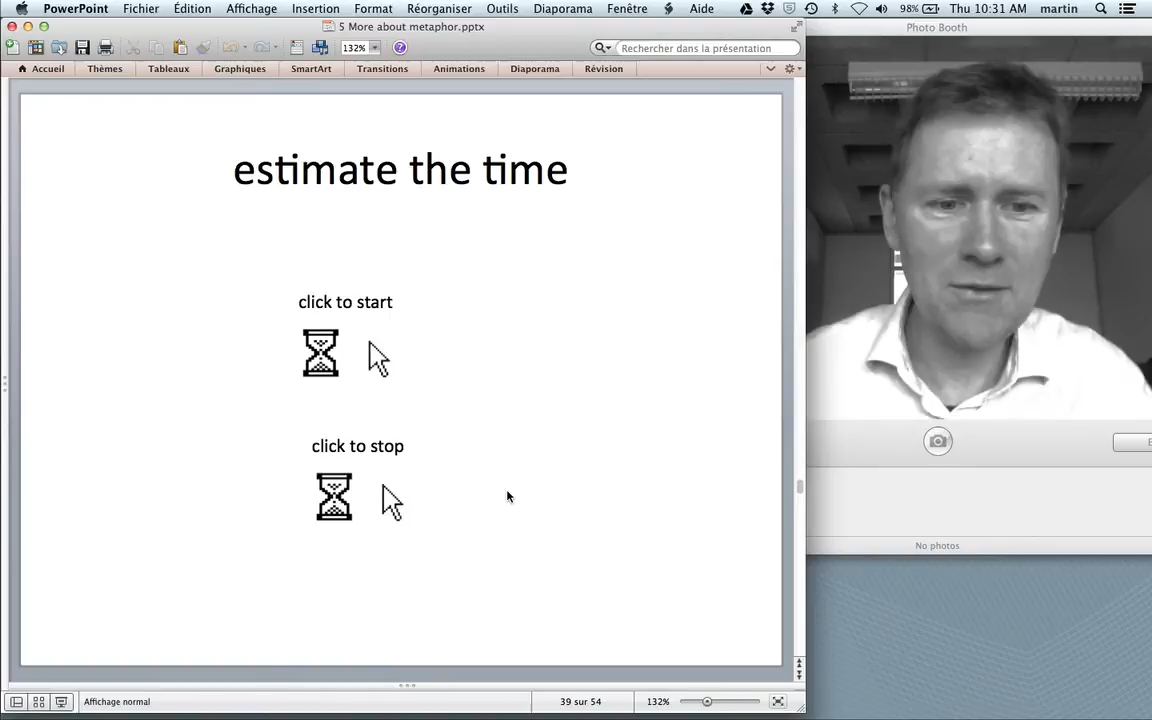 PowerPoint Fichier Édition Affichage Insertion Format Réorganiser Outils Diaporama Fenêtre Aide 98% Thu 10:31 AM martin
5 More about metaphor.pptx
Photo Booth
132% Rechercher dans la présentation
Accueil Thèmes Tableaux Graphiques SmartArt Transitions Animations Diaporama Révision
estimate the time
click to start
click to stop
No photos
Affichage normal 39 sur 54 132%